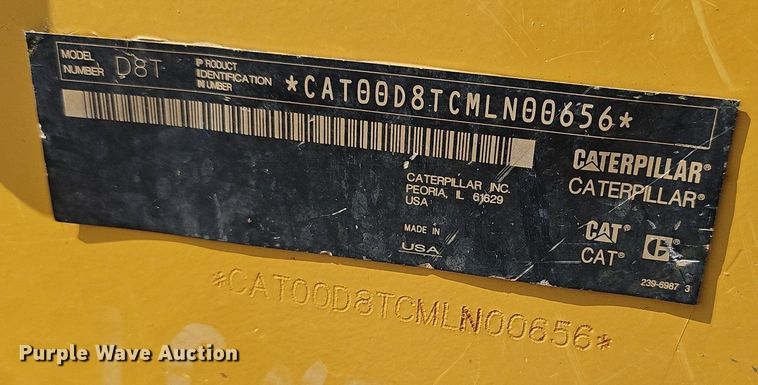 MODEL NUMBER D8T PRODUCT IDENTIFICATION NUMBER *CAT00D8TCMLN00656*
CATERPILLAR INC.
PEORIA, IL 61629
USA
MADE IN
USA
CATERPILLAR®
CATERPILLAR®
CAT® C®
CAT®
239-6987 3
*CAT00D8TCMLN00656*
Purple Wave Auction